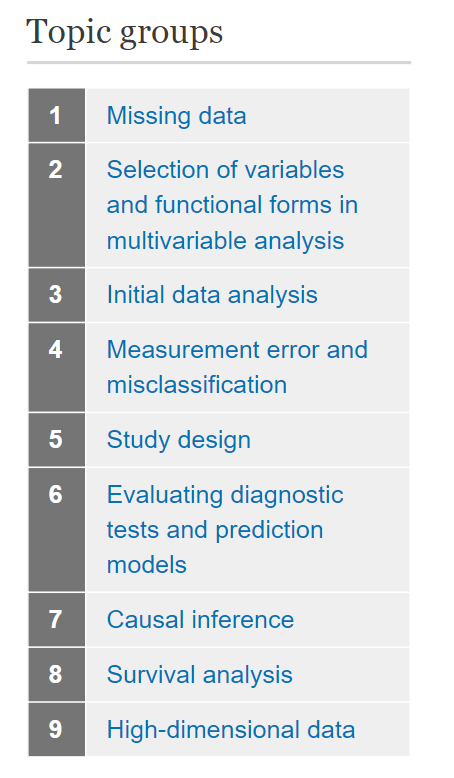 Topic groups
1 Missing data
2 Selection of variables
and functional forms in
multivariable analysis
3 Initial data analysis
4 Measurement error and
misclassification
5 Study design
6 Evaluating diagnostic
tests and prediction
models
7 Causal inference
8 Survival analysis
9 High-dimensional data